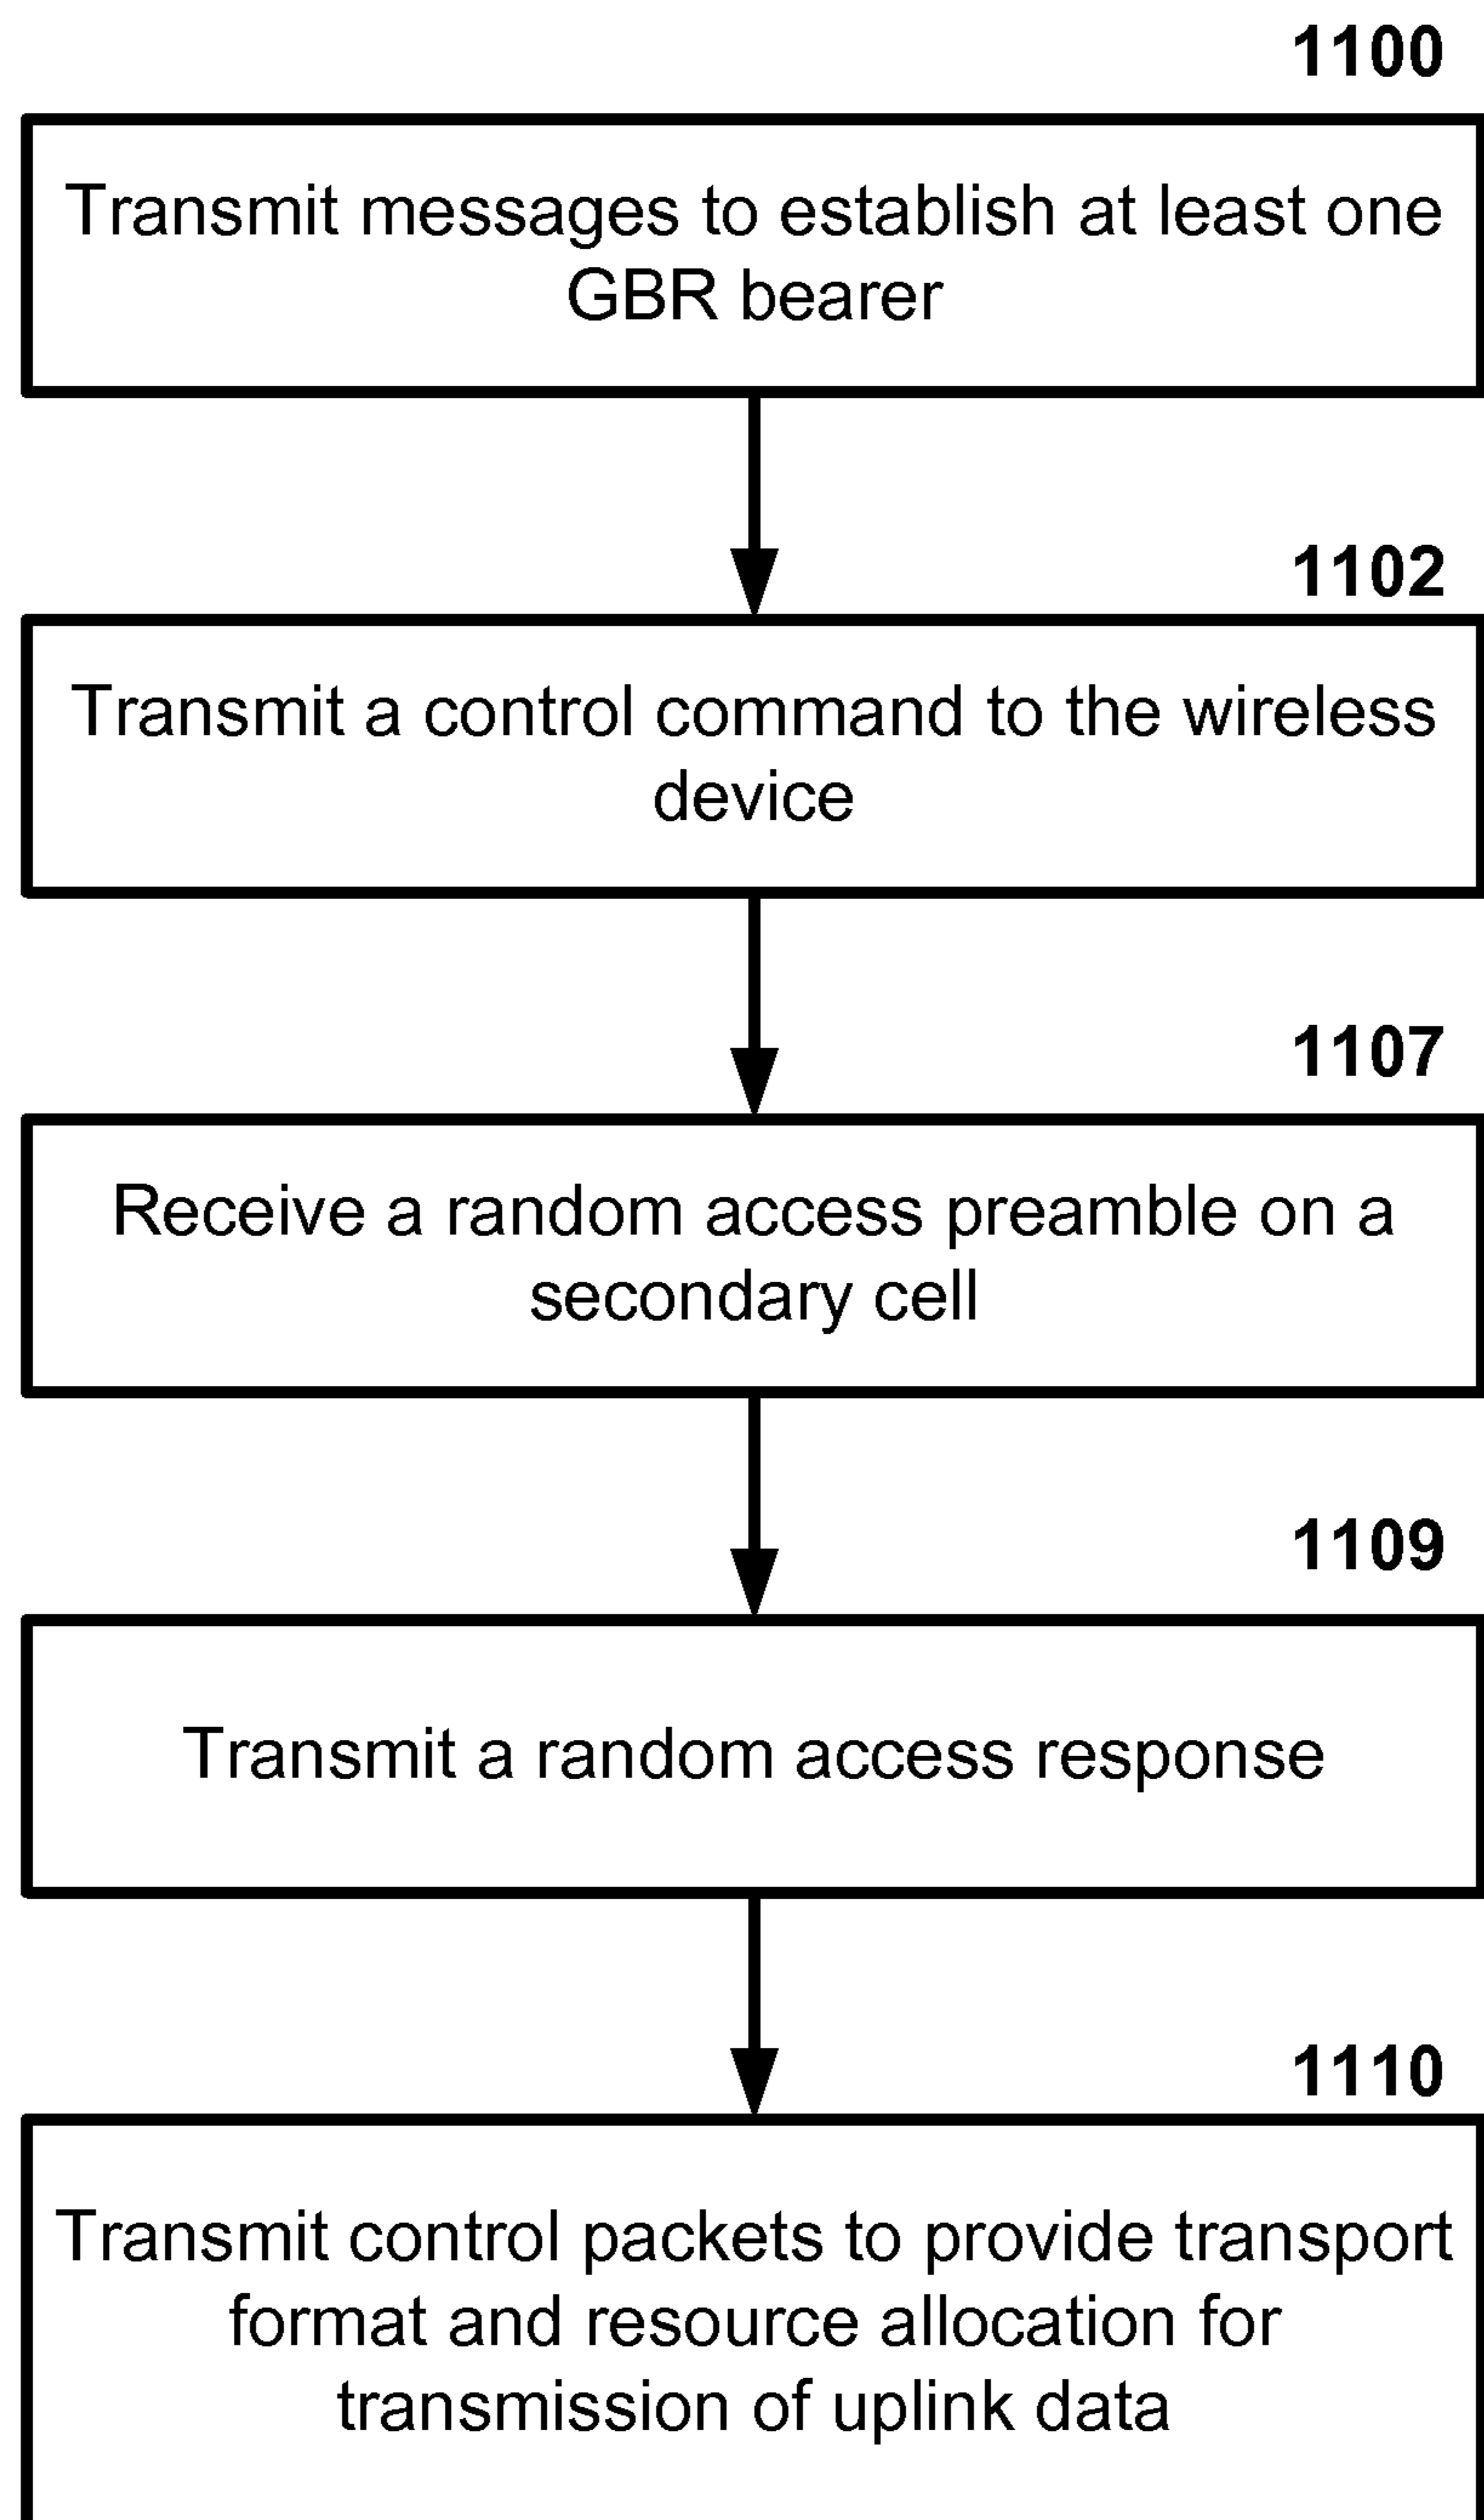 1100
Transmit messages to establish at least one
GBR bearer
1102
Transmit a control command to the wireless
device
1107
Receive a random access preamble on a
secondary cell
1109
Transmit a random access response
1110
Transmit control packets to provide transport
format and resource allocation for
transmission of uplink data